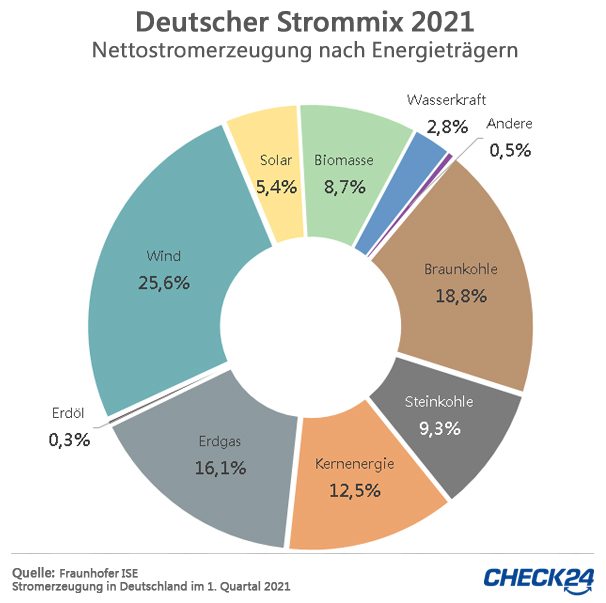 Deutscher Strommix 2021
Nettostromerzeugung nach Energieträgern
Wasserkraft
2,8%
Andere
0,5%
Solar
5,4%
Biomasse
8,7%
Wind
25,6%
Braunkohle
18,8%
Steinkohle
9,3%
Erdöl
0,3%
Erdgas
16,1%
Kernenergie
12,5%
Quelle: Fraunhofer ISE
Stromerzeugung in Deutschland im 1. Quartal 2021
CHECK24